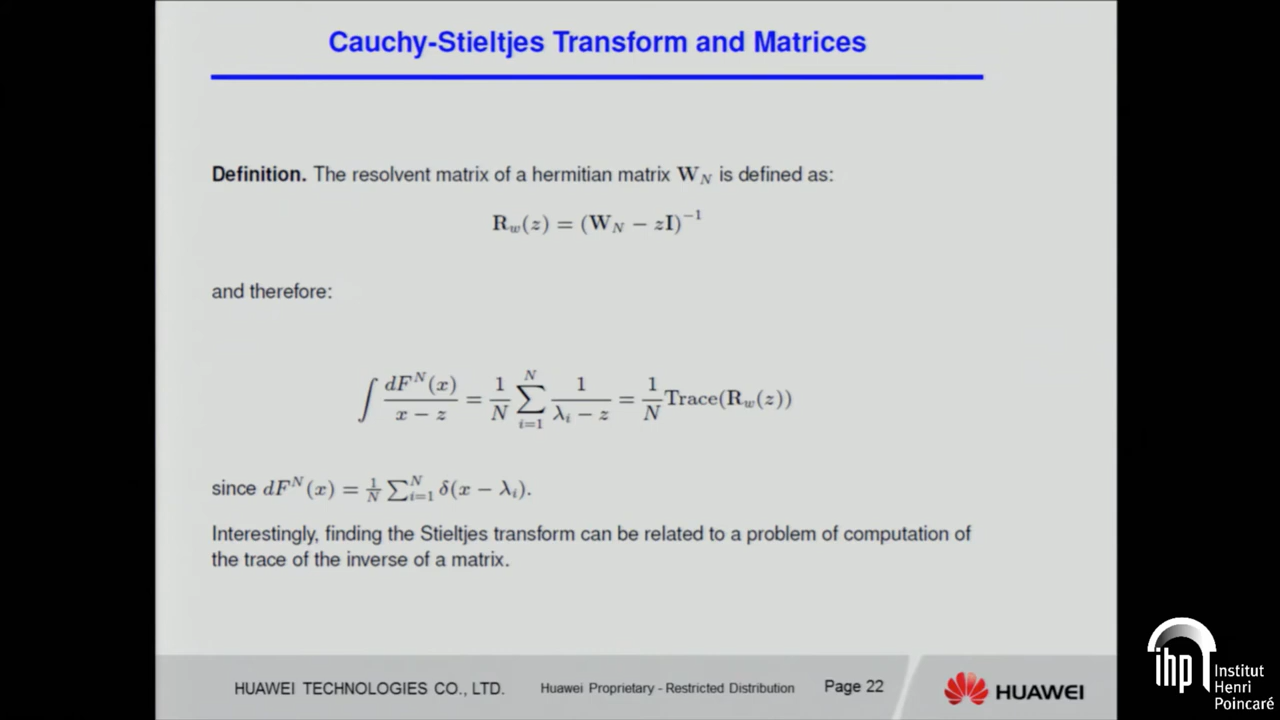 Cauchy-Stieltjes Transform and Matrices
Definition. The resolvent matrix of a hermitian matrix W_N is defined as:
R_w(z) = (W_N − zI)^{−1}
and therefore:
∫ dF^N(x) / (x − z) = 1/N ∑_{i=1}^{N} 1/(λ_i − z) = 1/N Trace(R_w(z))
since dF^N(x) = 1/N ∑_{i=1}^{N} δ(x − λ_i).
Interestingly, finding the Stieltjes transform can be related to a problem of computation of
the trace of the inverse of a matrix.
HUAWEI TECHNOLOGIES CO., LTD. Huawei Proprietary - Restricted Distribution Page 22 HUAWEI
ihp Institut
Henri
Poincaré